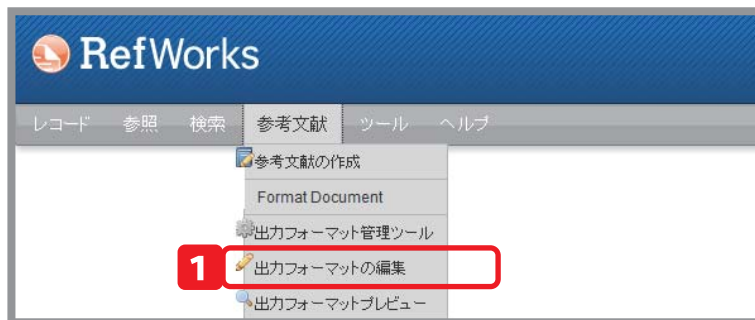 RefWorks
レコード 参照 検索 参考文献 ツール ヘルプ
参考文献の作成
Format Document
出力フォーマット管理ツール
1 出力フォーマットの編集
出力フォーマットプレビュー